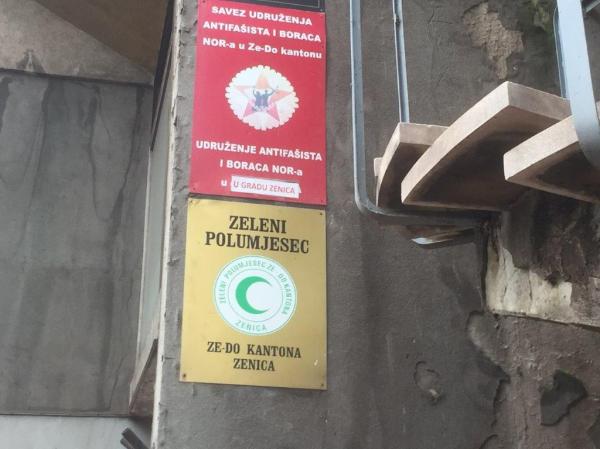 SAVEZ UDRUŽENJA
ANTIFAŠISTA I BORACA
NOR-a u Ze-Do kantonu
UDRUŽENJE ANTIFAŠISTA
I BORACA NOR-a
u U GRADU ZENICA
ZELENI
POLUMJESEC
ZELENI POLUMJESEC ZE-DO KANTONA
ZENICA
ZE-DO KANTONA
ZENICA